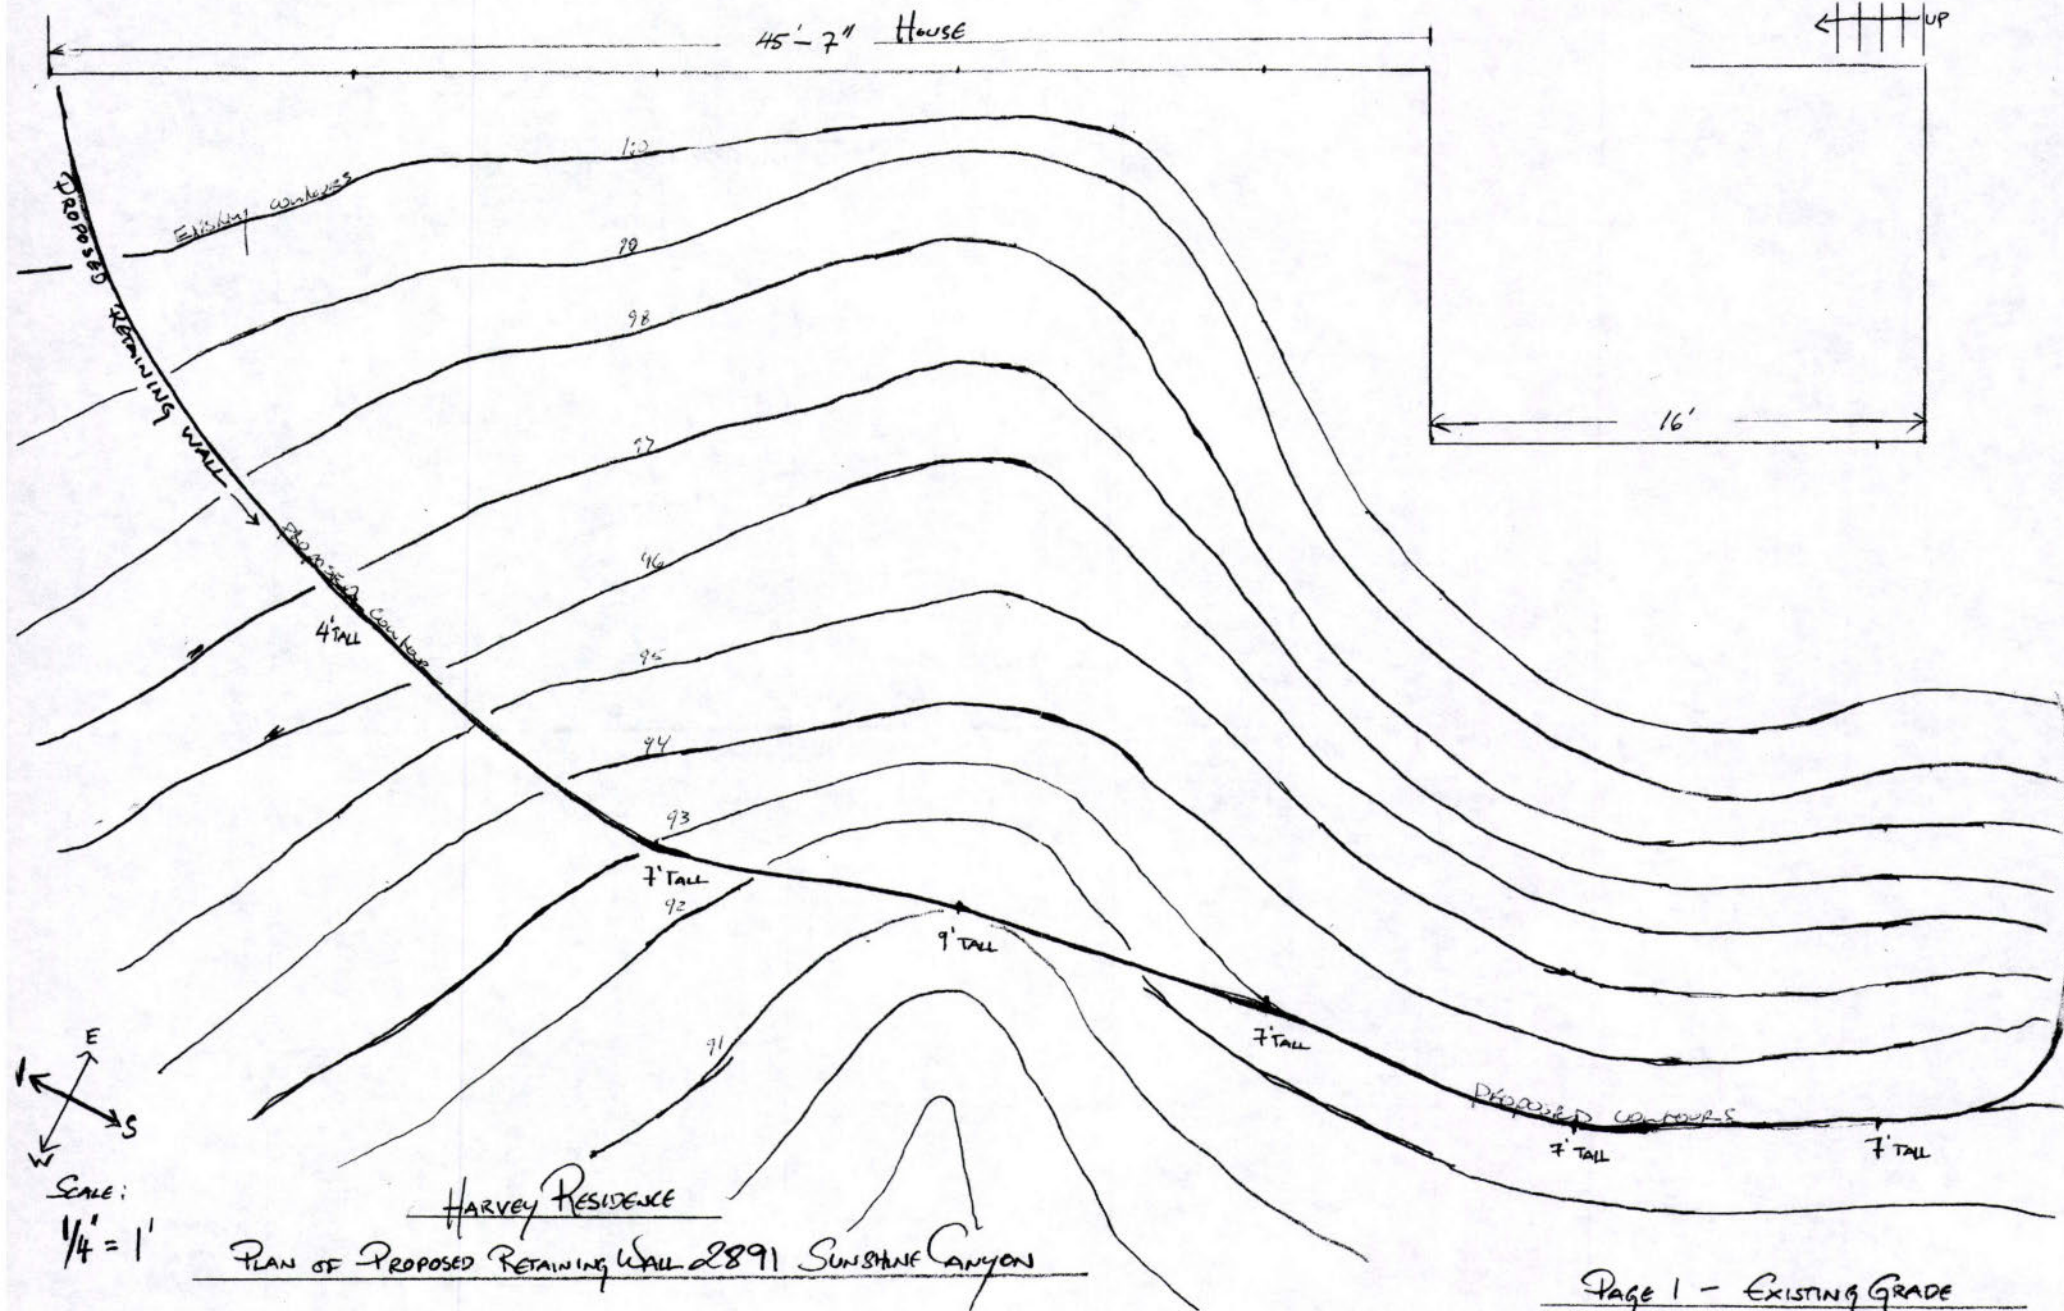 45'-7" House
UP
PROPOSED RETAINING WALL
Existing contours
100
99
98
97
16'
96
95
94
93
92
91
Proposed Contour
4' TALL
7' TALL
9' TALL
7' TALL
PROPOSED CONTOURS
7' TALL
7' TALL
E
S
W
SCALE:
1/4" = 1'
HARVEY RESIDENCE
PLAN OF PROPOSED RETAINING WALL 2891 SUNSHINE CANYON
PAGE 1 - EXISTING GRADE